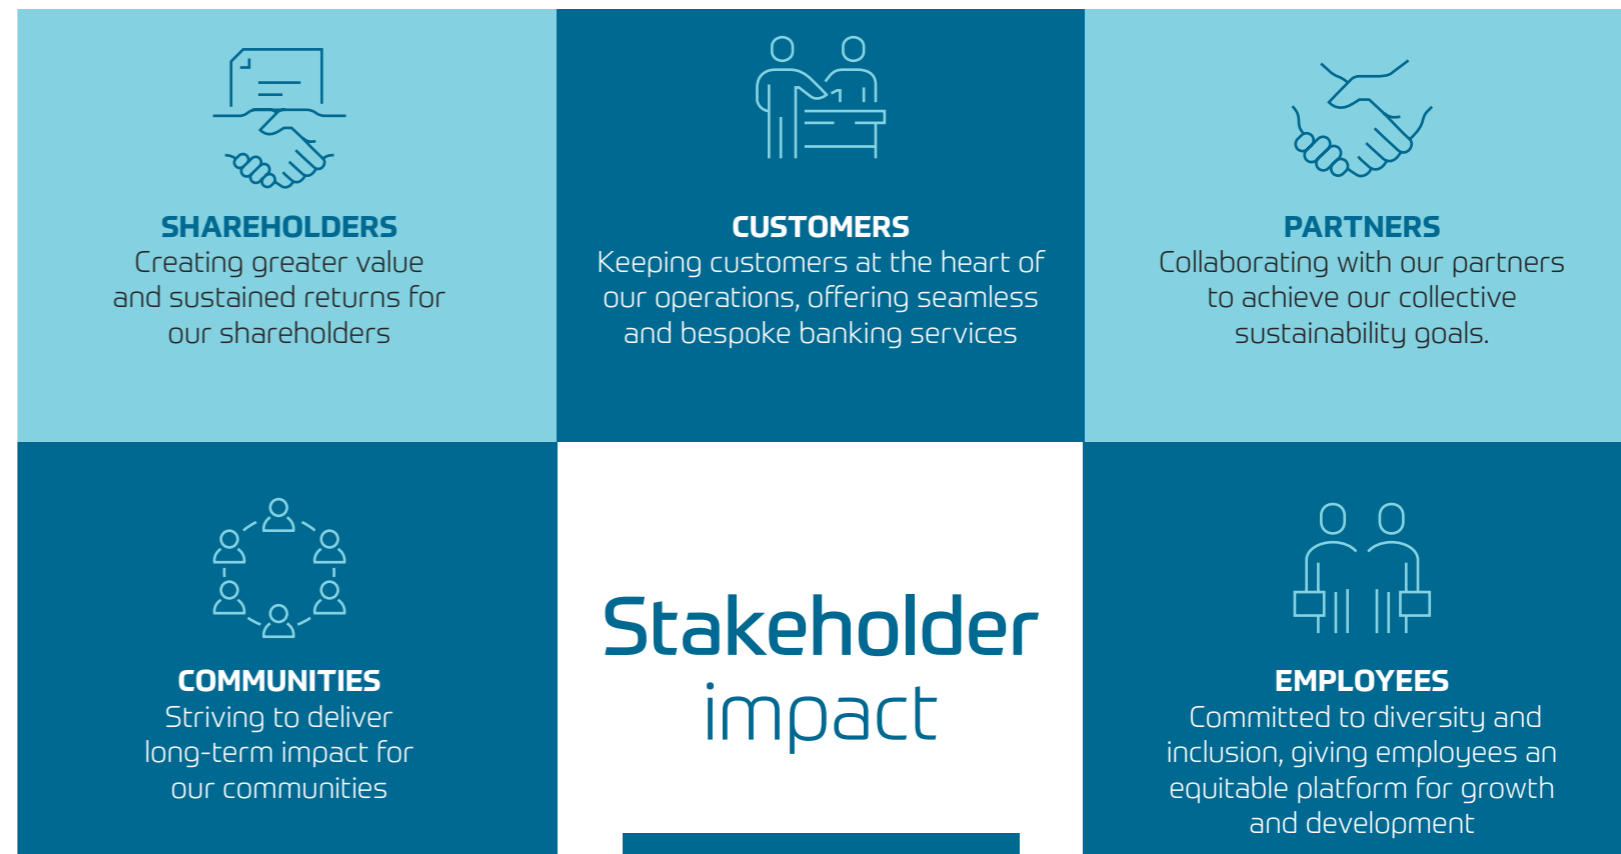 SHAREHOLDERS
Creating greater value
and sustained returns for
our shareholders
CUSTOMERS
Keeping customers at the heart of
our operations, offering seamless
and bespoke banking services
PARTNERS
Collaborating with our partners
to achieve our collective
sustainability goals.
COMMUNITIES
Striving to deliver
long-term impact for
our communities
Stakeholder
impact
EMPLOYEES
Committed to diversity and
inclusion, giving employees an
equitable platform for growth
and development